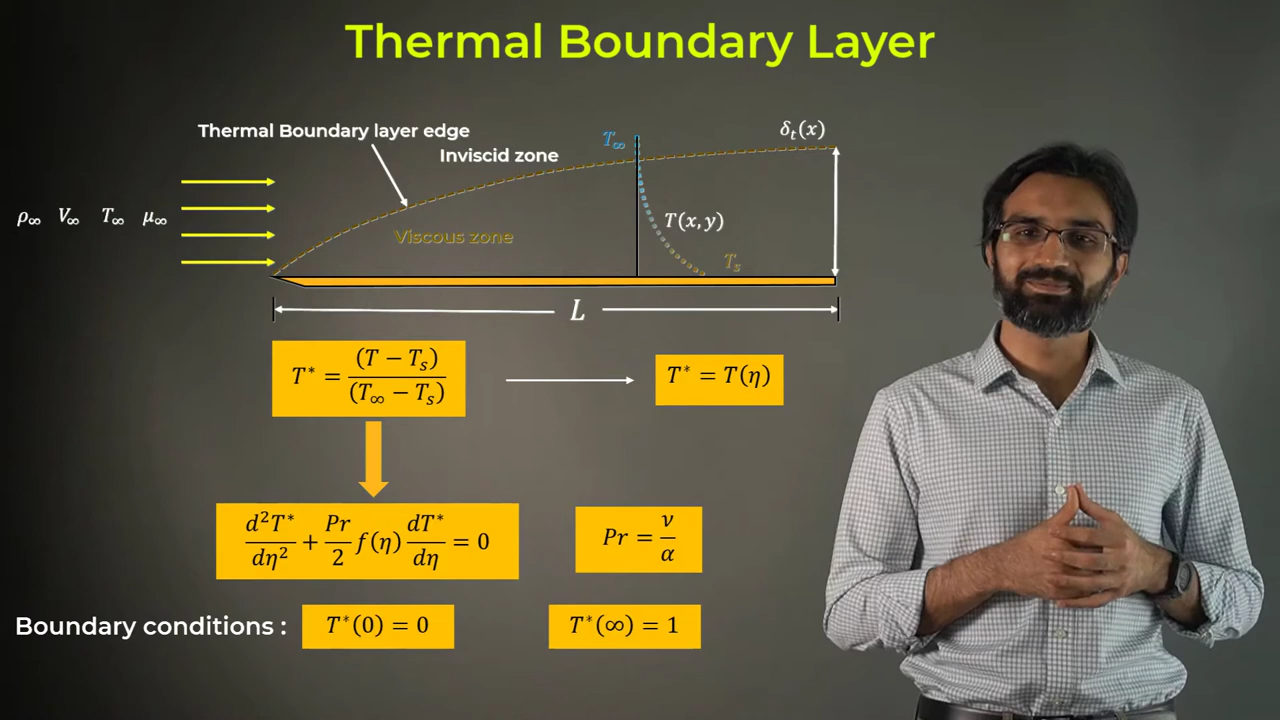 Thermal Boundary Layer
Thermal Boundary layer edge
Inviscid zone
T∞
δₜ(x)
ρ∞ V∞ T∞ μ∞
T(x, y)
Viscous zone
Tₛ
L
T* = (T − Tₛ) / (T∞ − Tₛ)
T* = T(η)
d²T*/dη² + Pr/2 f(η) dT*/dη = 0
Pr = ν/α
Boundary conditions : T*(0) = 0 T*(∞) = 1